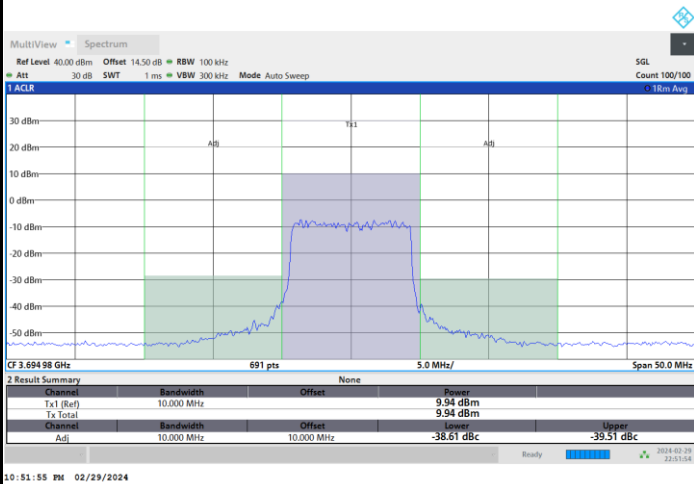 MultiView Spectrum
Ref Level 40.00 dBm Offset 14.50 dB RBW 100 kHz SGL
Att 30 dB SWT 1 ms VBW 300 kHz Mode Auto Sweep Count 100/100
1 ACLR 1Rm Avg
30 dBm
Tx1
20 dBm
Adj Adj
10 dBm
0 dBm
-10 dBm
-20 dBm
-30 dBm
-40 dBm
-50 dBm
CF 3.69498 GHz 691 pts 5.0 MHz/ Span 50.0 MHz
2 Result Summary None
Channel Bandwidth Offset Power
Tx1 (Ref) 10.000 MHz 9.94 dBm
Tx Total 9.94 dBm
Channel Bandwidth Offset Lower Upper
Adj 10.000 MHz 10.000 MHz -38.61 dBc -39.51 dBc
Ready 2024-02-29
22:51:54
10:51:55 PM 02/29/2024